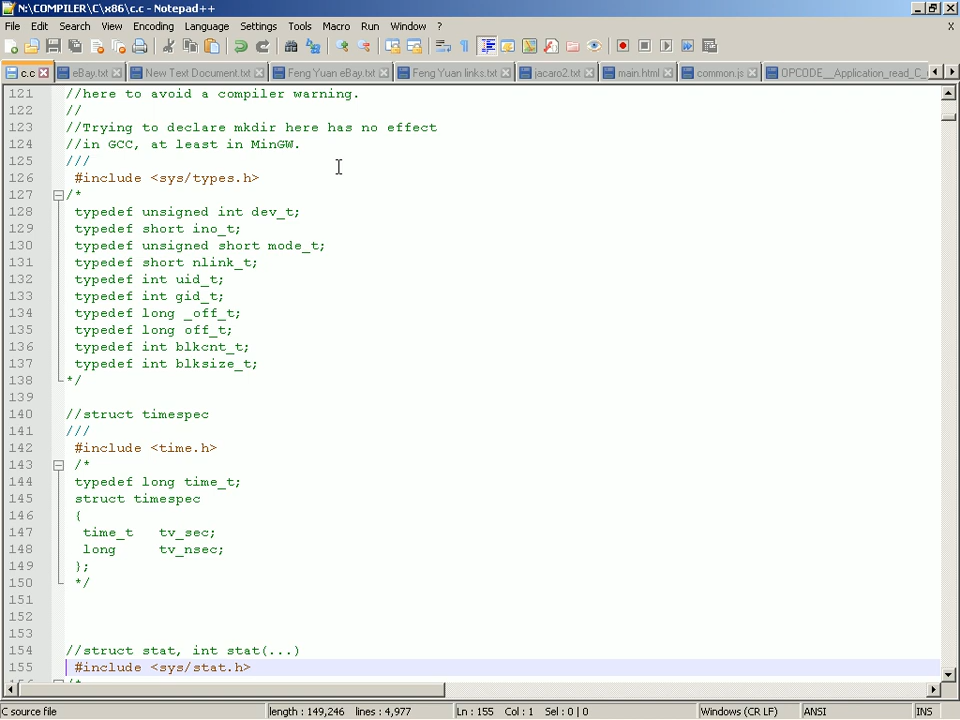 N:\COMPILER\C\x86\c.c - Notepad++
File Edit Search View Encoding Language Settings Tools Macro Run Window ? X
c.c eBay.txt New Text Document.txt Feng Yuan eBay.txt Feng Yuan links.txt jacaro2.txt main.html common.js OPCODE__Application_read_C_
121 //here to avoid a compiler warning.
122 //
123 //Trying to declare mkdir here has no effect
124 //in GCC, at least in MinGW.
125 ///
126 #include <sys/types.h>
127 /*
128 typedef unsigned int dev_t;
129 typedef short ino_t;
130 typedef unsigned short mode_t;
131 typedef short nlink_t;
132 typedef int uid_t;
133 typedef int gid_t;
134 typedef long _off_t;
135 typedef long off_t;
136 typedef int blkcnt_t;
137 typedef int blksize_t;
138 */
139
140 //struct timespec
141 ///
142 #include <time.h>
143 /*
144 typedef long time_t;
145 struct timespec
146 {
147 time_t tv_sec;
148 long tv_nsec;
149 };
150 */
151
152
153
154 //struct stat, int stat(...)
155 #include <sys/stat.h>
156 /*
C source file length : 149,246 lines : 4,977 Ln : 155 Col : 1 Sel : 0 | 0 Windows (CR LF) ANSI INS